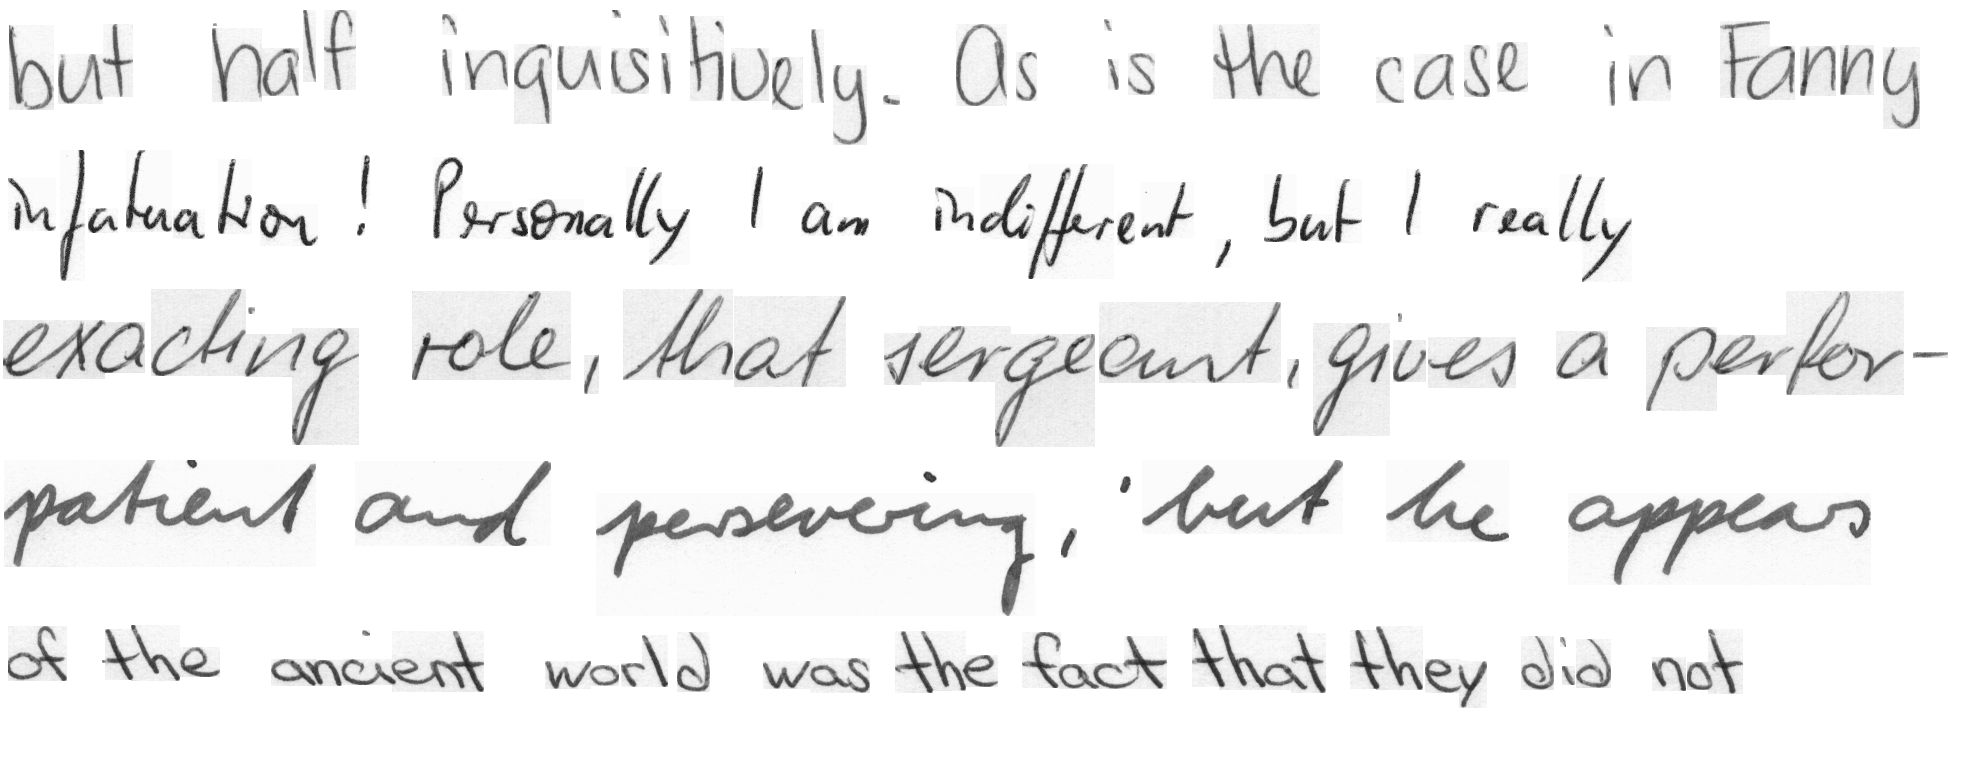 but half inquisitively. As is the case in Fanny
infatuation! Personally I am indifferent, but I really
exacting role, that sergeant, gives a perfor-
patient and persevering, 'but he appears
of the ancient world was the fact that they did not